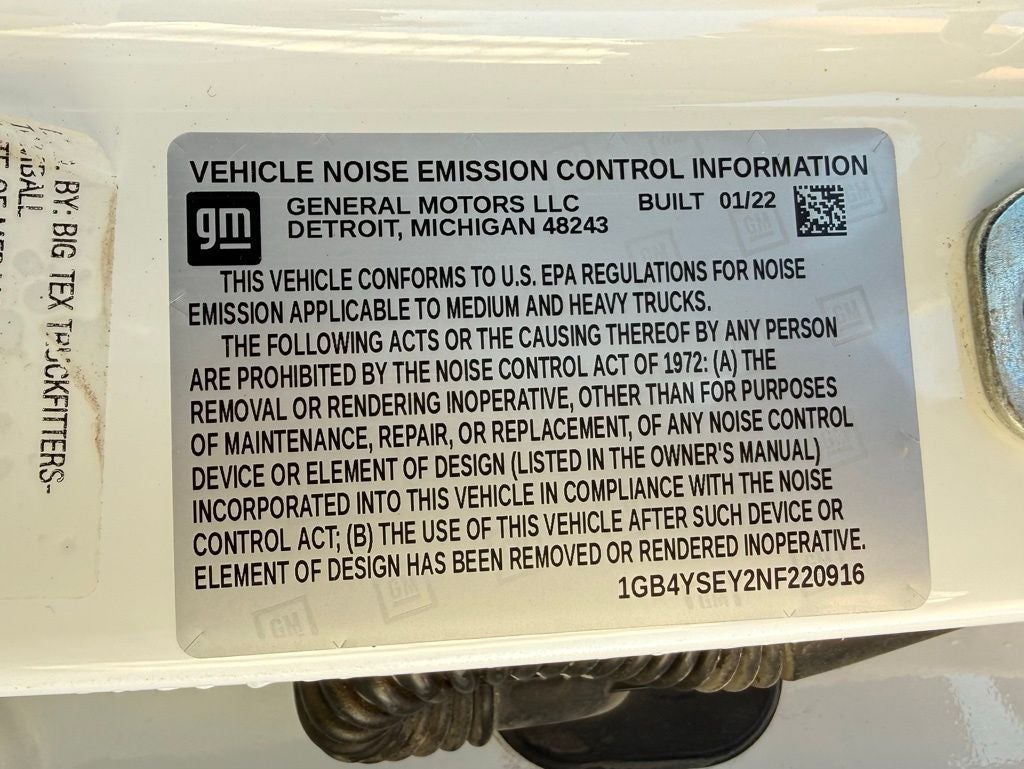 VEHICLE NOISE EMISSION CONTROL INFORMATION
gm
GENERAL MOTORS LLC
DETROIT, MICHIGAN 48243
BUILT 01/22
THIS VEHICLE CONFORMS TO U.S. EPA REGULATIONS FOR NOISE
EMISSION APPLICABLE TO MEDIUM AND HEAVY TRUCKS.
THE FOLLOWING ACTS OR THE CAUSING THEREOF BY ANY PERSON
ARE PROHIBITED BY THE NOISE CONTROL ACT OF 1972: (A) THE
REMOVAL OR RENDERING INOPERATIVE, OTHER THAN FOR PURPOSES
OF MAINTENANCE, REPAIR, OR REPLACEMENT, OF ANY NOISE CONTROL
DEVICE OR ELEMENT OF DESIGN (LISTED IN THE OWNER'S MANUAL)
INCORPORATED INTO THIS VEHICLE IN COMPLIANCE WITH THE NOISE
CONTROL ACT; (B) THE USE OF THIS VEHICLE AFTER SUCH DEVICE OR
ELEMENT OF DESIGN HAS BEEN REMOVED OR RENDERED INOPERATIVE.
1GB4YSEY2NF220916
BY: BIG TEX TRUCKFITTERS-